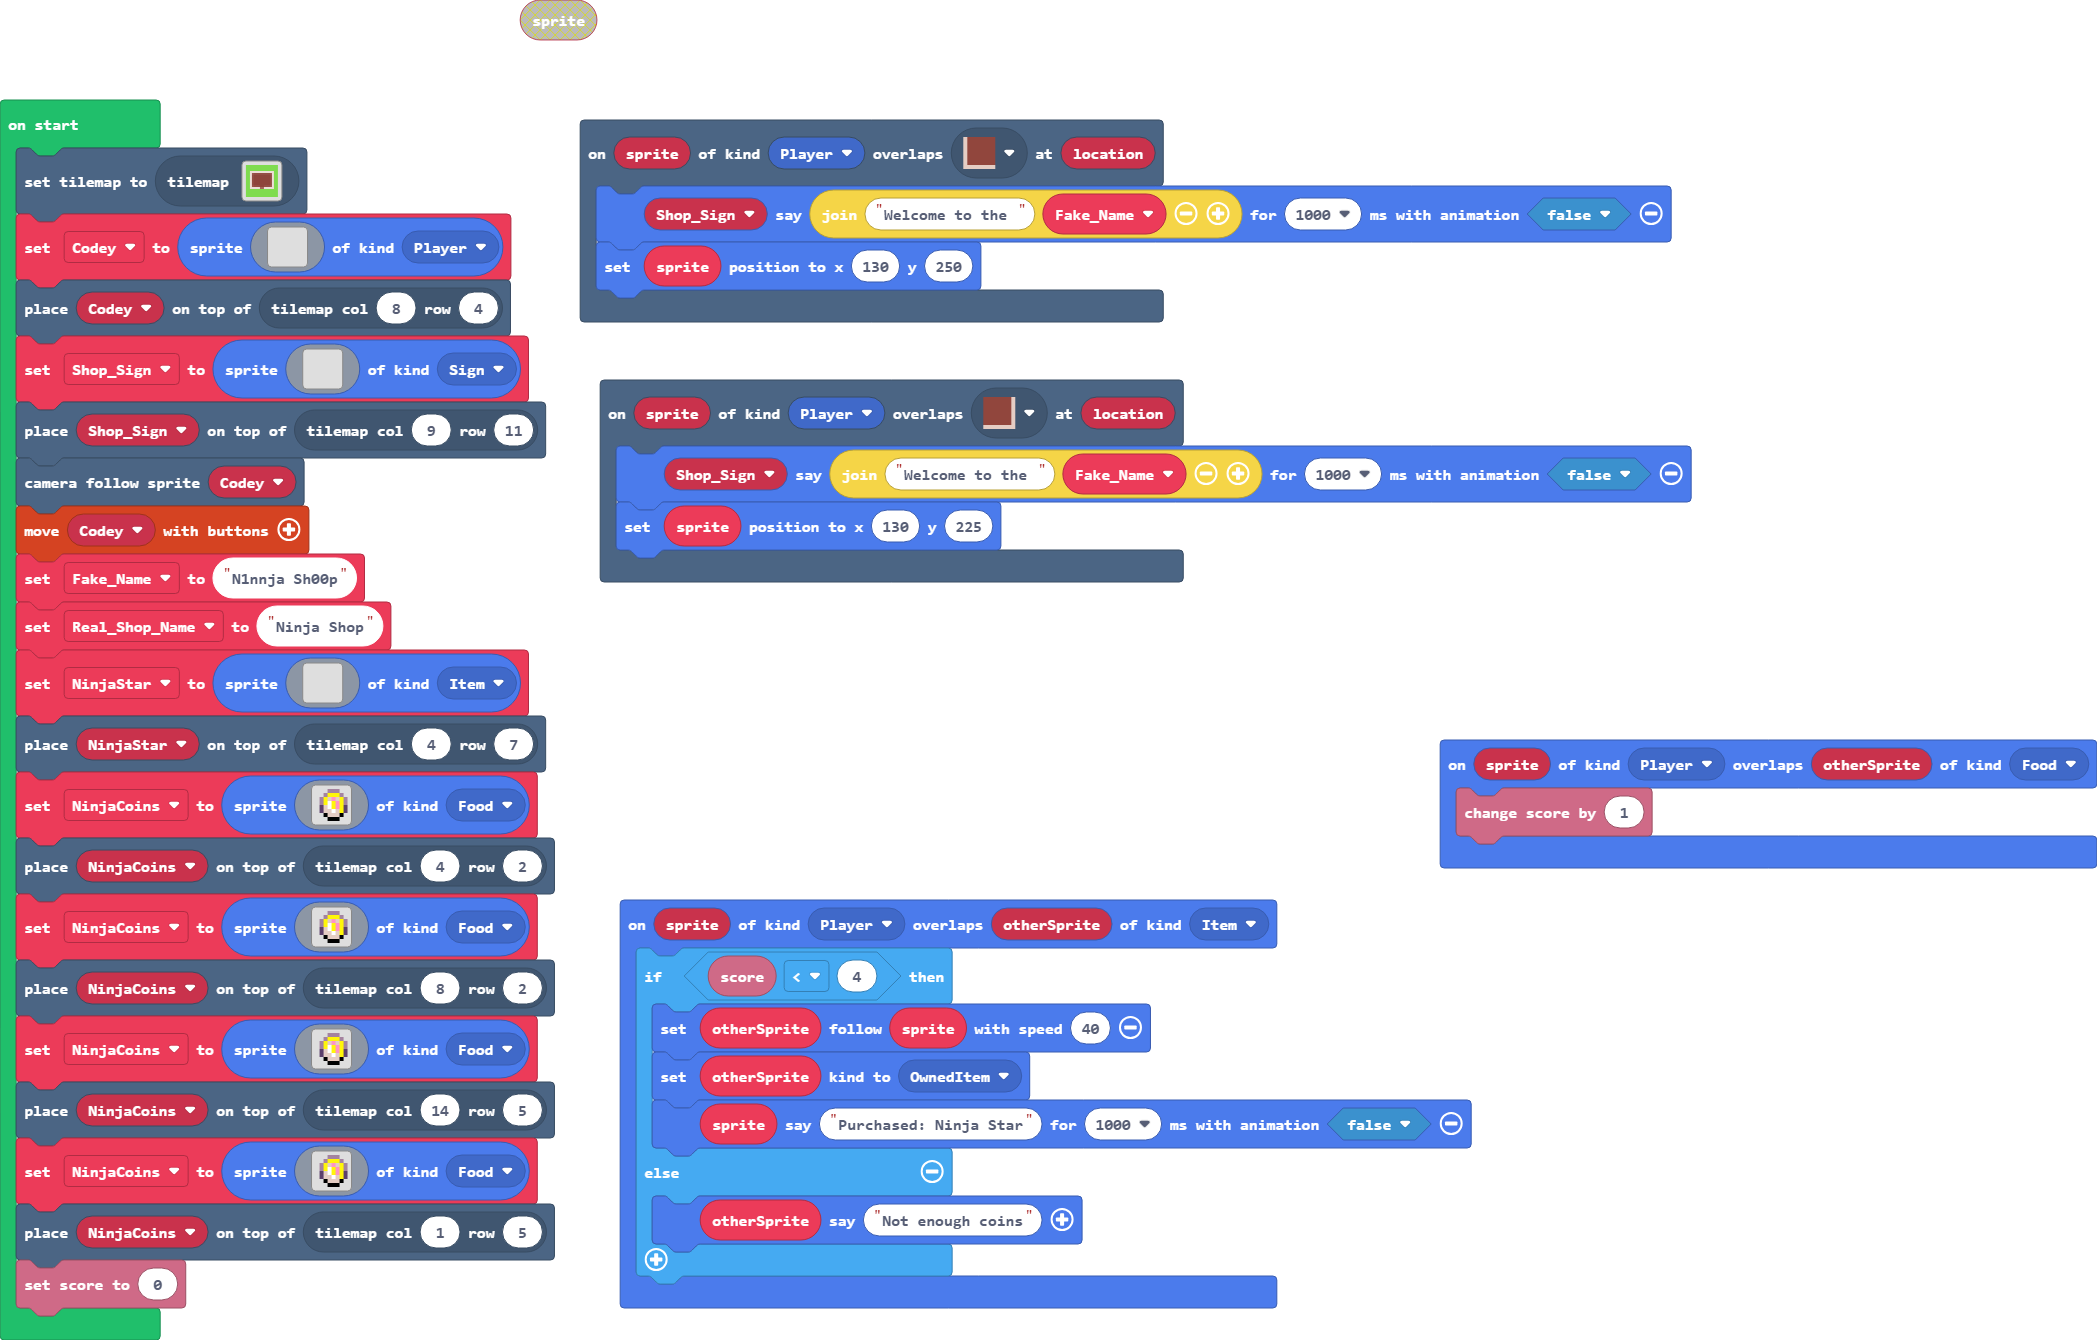 sprite
on start
set tilemap to tilemap
set Codey to sprite of kind Player
place Codey on top of tilemap col 8 row 4
set Shop_Sign to sprite of kind Sign
place Shop_Sign on top of tilemap col 9 row 11
camera follow sprite Codey
move Codey with buttons
set Fake_Name to "N1nnja Sh00p"
set Real_Shop_Name to "Ninja Shop"
set NinjaStar to sprite of kind Item
place NinjaStar on top of tilemap col 4 row 7
set NinjaCoins to sprite of kind Food
place NinjaCoins on top of tilemap col 4 row 2
set NinjaCoins to sprite of kind Food
place NinjaCoins on top of tilemap col 8 row 2
set NinjaCoins to sprite of kind Food
place NinjaCoins on top of tilemap col 14 row 5
set NinjaCoins to sprite of kind Food
place NinjaCoins on top of tilemap col 1 row 5
set score to 0
on sprite of kind Player overlaps at location
Shop_Sign say join "Welcome to the " Fake_Name for 1000 ms with animation false
set sprite position to x 130 y 250
on sprite of kind Player overlaps at location
Shop_Sign say join "Welcome to the " Fake_Name for 1000 ms with animation false
set sprite position to x 130 y 225
on sprite of kind Player overlaps otherSprite of kind Food
change score by 1
on sprite of kind Player overlaps otherSprite of kind Item
if score < 4 then
set otherSprite follow sprite with speed 40
set otherSprite kind to OwnedItem
sprite say "Purchased: Ninja Star" for 1000 ms with animation false
else
otherSprite say "Not enough coins"